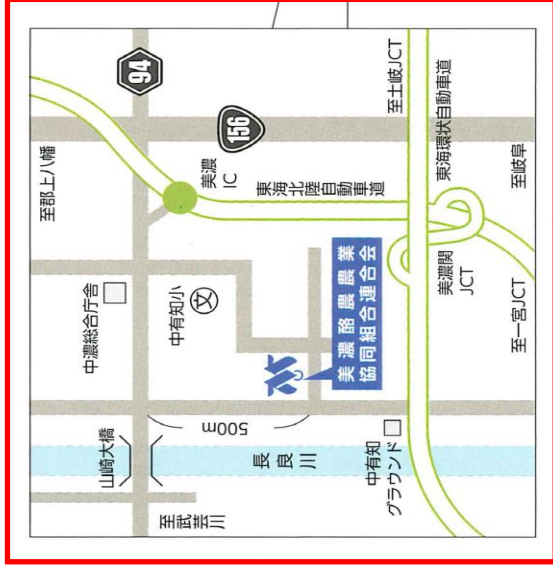 至郡上八幡
94
156
美濃
IC
東海北陸自動車道
至土岐JCT
東海環状自動車道
至岐阜
美濃関
JCT
至一宮JCT
中濃総合庁舎
中有知小
文
美濃酪農農業
協同組合連合会
500m
山崎大橋
長良川
中有知
グラウンド
至武芸川